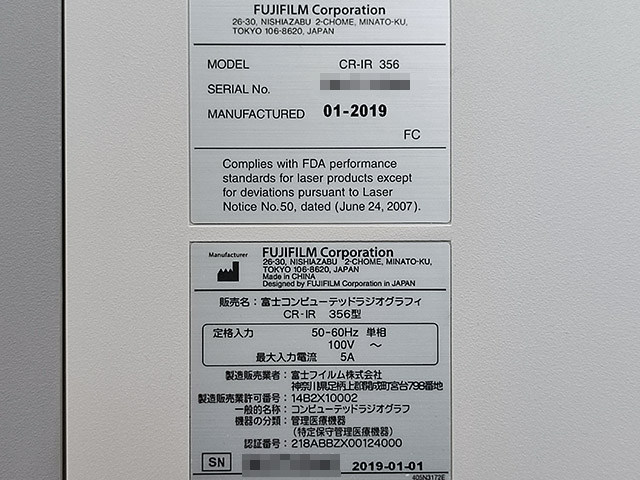 FUJIFILM Corporation
26-30, NISHIAZABU 2-CHOME, MINATO-KU,
TOKYO 106-8620, JAPAN
MODEL CR-IR 356
SERIAL No.
MANUFACTURED 01-2019
FC
Complies with FDA performance
standards for laser products except
for deviations pursuant to Laser
Notice No.50, dated (June 24, 2007).
Manufacturer FUJIFILM Corporation
26-30, NISHIAZABU 2-CHOME, MINATO-KU,
TOKYO 106-8620, JAPAN
Made in CHINA
Designed by FUJIFILM Corporation in JAPAN
販売名：富士コンピューテッドラジオグラフィ
CR-IR 356型
定格入力 50-60Hz 単相
100V ～
最大入力電流 5A
製造販売業者：富士フイルム株式会社
神奈川県足柄上郡開成町宮台798番地
製造販売業許可番号：14B2X10002
一般的名称：コンピューテッドラジオグラフ
機器の分類：管理医療機器
（特定保守管理医療機器）
認証番号：218ABBZX00124000
SN 2019-01-01
405N3172E